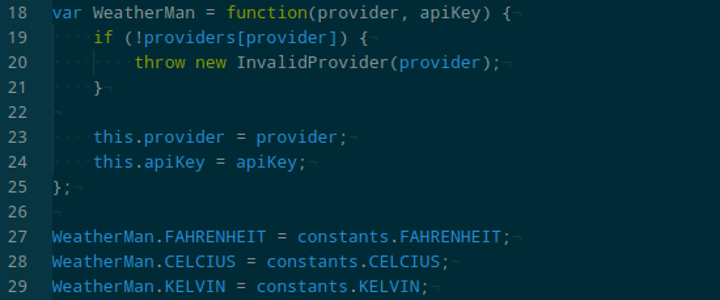 18 var WeatherMan = function(provider, apiKey) {¬
19 ····if (!providers[provider]) {¬
20 ········throw new InvalidProvider(provider);¬
21 ····}¬
22 ¬
23 ····this.provider = provider;¬
24 ····this.apiKey = apiKey;¬
25 };¬
26 ¬
27 WeatherMan.FAHRENHEIT = constants.FAHRENHEIT;¬
28 WeatherMan.CELCIUS = constants.CELCIUS;¬
29 WeatherMan.KELVIN = constants.KELVIN;¬